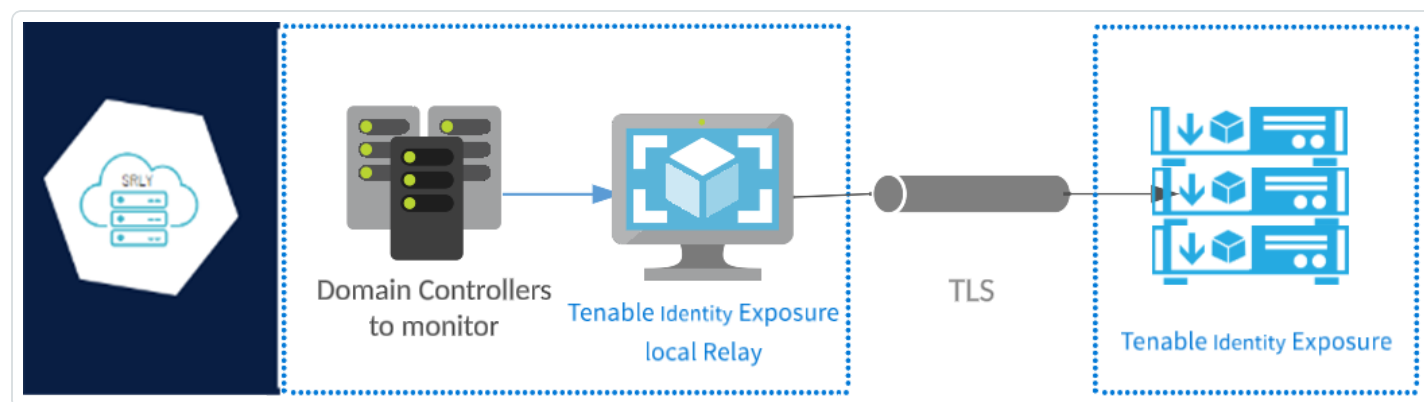 SRLY
Domain Controllers
to monitor
Tenable Identity Exposure
local Relay
TLS
Tenable Identity Exposure